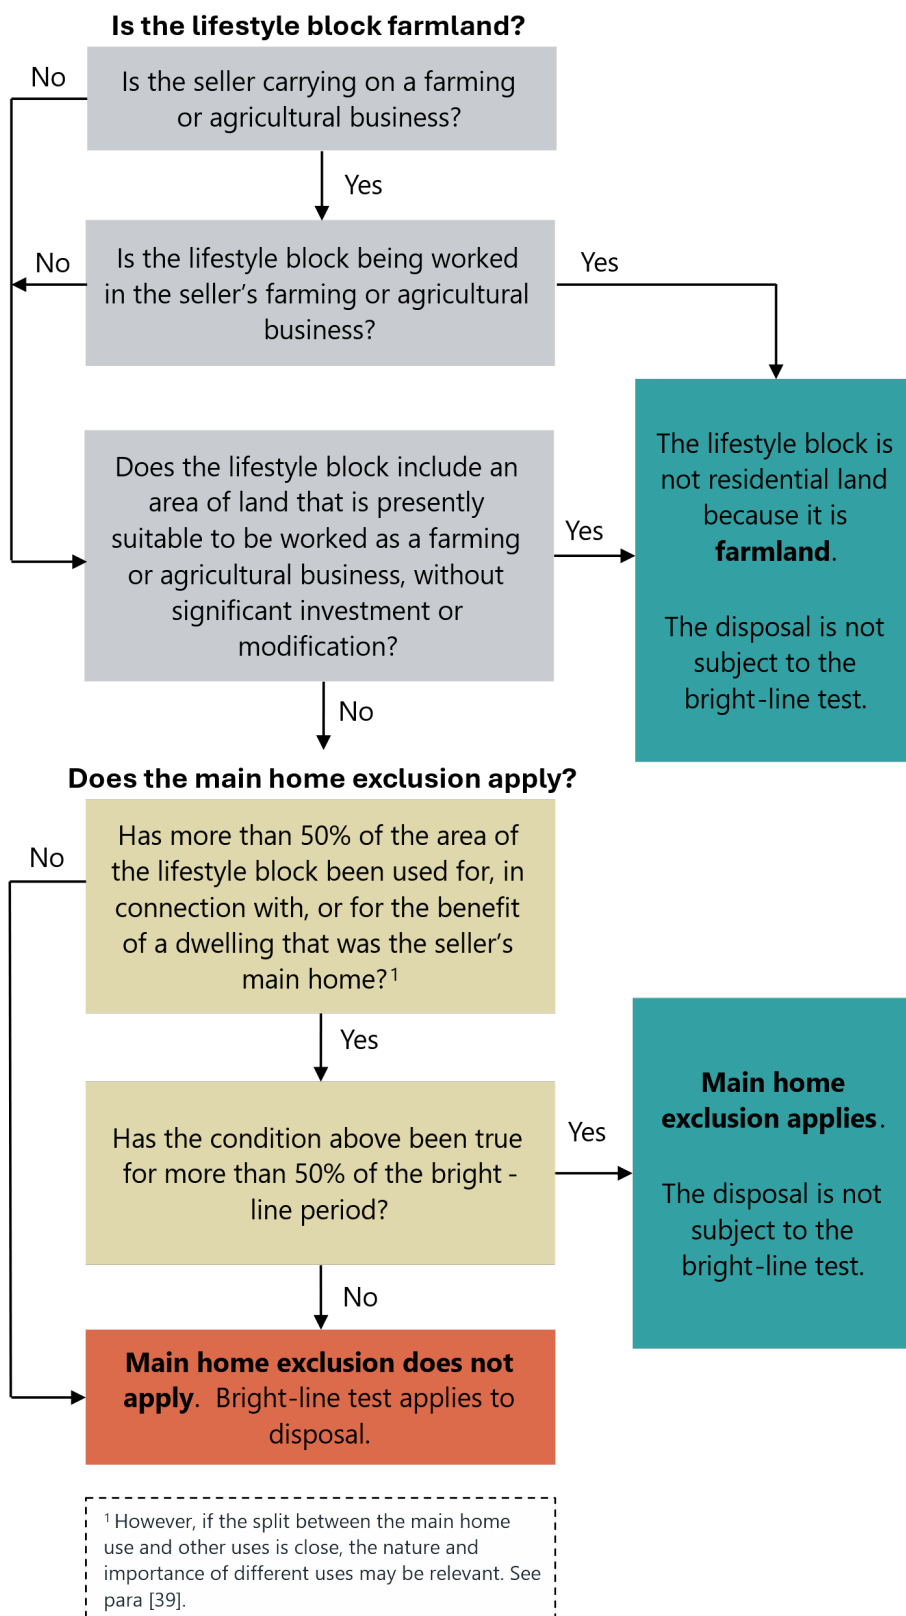 Is the lifestyle block farmland?
No
Is the seller carrying on a farming
or agricultural business?
Yes
No
Is the lifestyle block being worked
in the seller’s farming or agricultural
business?
Yes
Does the lifestyle block include an
area of land that is presently
suitable to be worked as a farming
or agricultural business, without
significant investment or
modification?
Yes
The lifestyle block is
not residential land
because it is
farmland.
The disposal is not
subject to the
bright-line test.
No
Does the main home exclusion apply?
No
Has more than 50% of the area of
the lifestyle block been used for, in
connection with, or for the benefit
of a dwelling that was the seller’s
main home?¹
Yes
Has the condition above been true
for more than 50% of the bright -
line period?
Yes
Main home
exclusion applies.
The disposal is not
subject to the
bright-line test.
No
Main home exclusion does not
apply. Bright-line test applies to
disposal.
¹ However, if the split between the main home
use and other uses is close, the nature and
importance of different uses may be relevant. See
para [39].